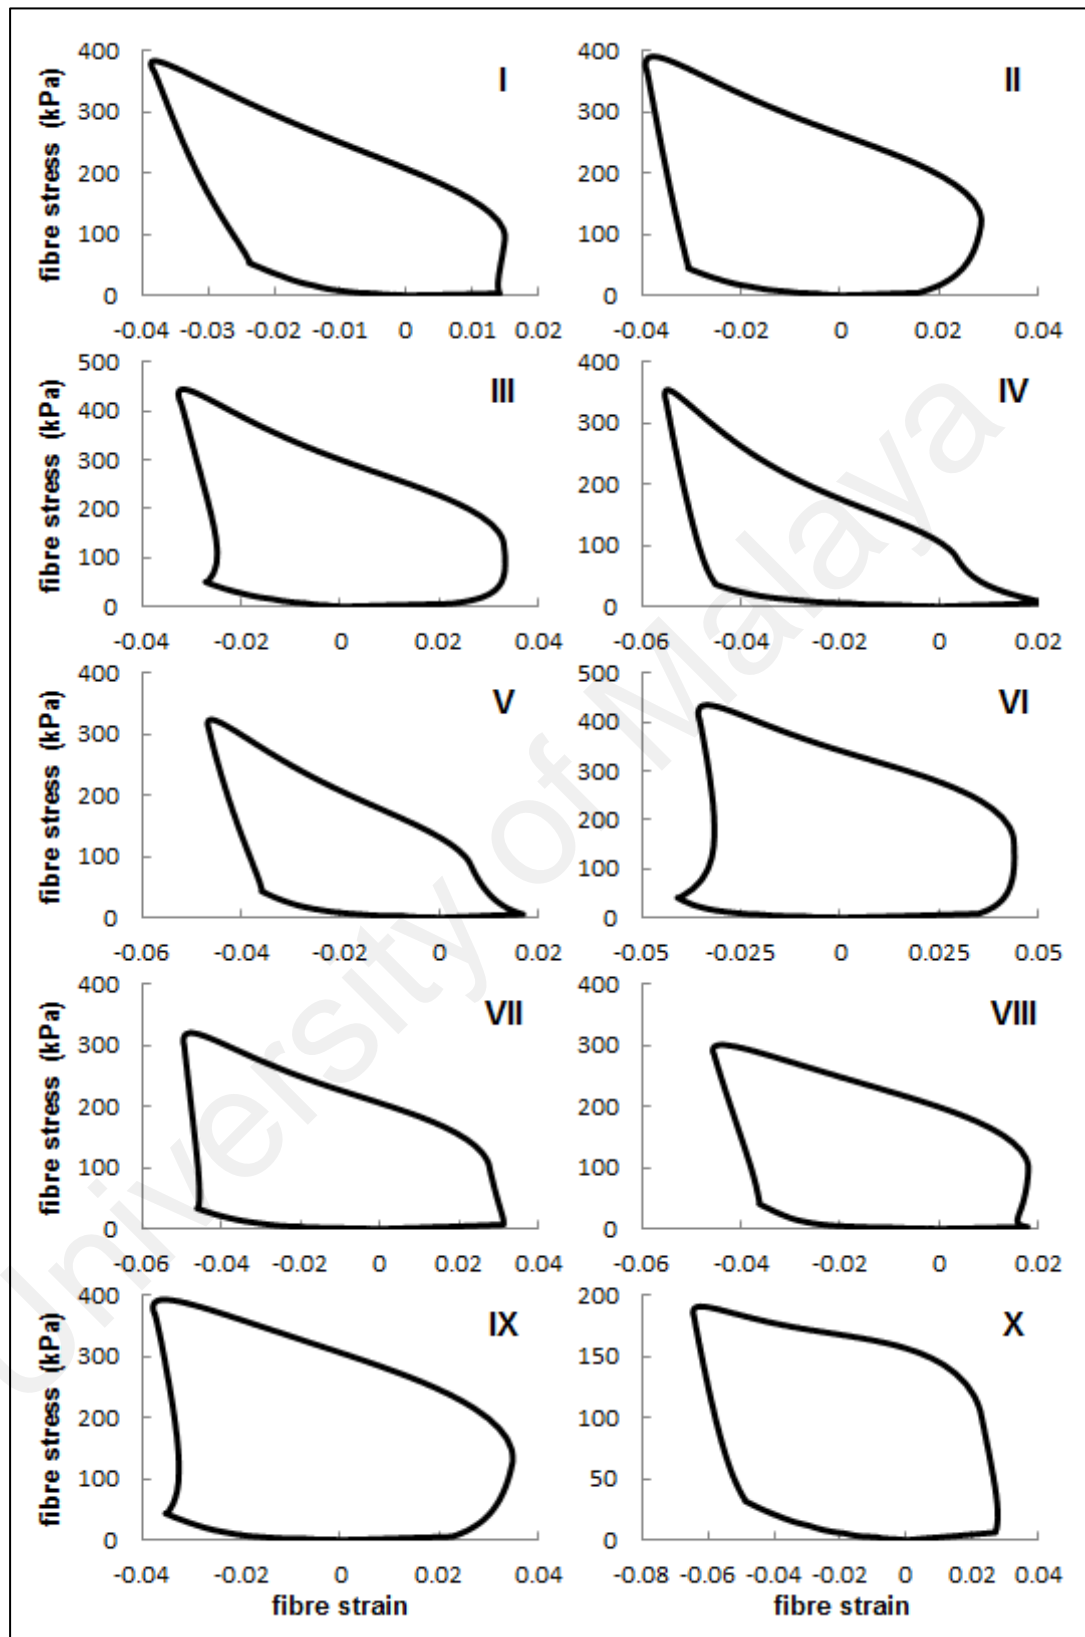 400 400
I II
300 300
200 200
100 100
0 0
fibre stress (kPa)
-0.04 -0.03 -0.02 -0.01 0 0.01 0.02 -0.04 -0.02 0 0.02 0.04
500 400
III IV
400 300
300 200
200 100
100 0
0
fibre stress (kPa)
-0.04 -0.02 0 0.02 0.04 -0.06 -0.04 -0.02 0 0.02
400 500
V VI
300 400
200 300
100 200
0 100
0
fibre stress (kPa)
-0.06 -0.04 -0.02 0 0.02 -0.05 -0.025 0 0.025 0.05
400 400
VII VIII
300 300
200 200
100 100
0 0
fibre stress (kPa)
-0.06 -0.04 -0.02 0 0.02 0.04 -0.06 -0.04 -0.02 0 0.02
400 200
IX X
300 150
200 100
100 50
0 0
fibre stress (kPa)
-0.04 -0.02 0 0.02 0.04 -0.08 -0.06 -0.04 -0.02 0 0.02 0.04
fibre strain fibre strain
University of Malaya